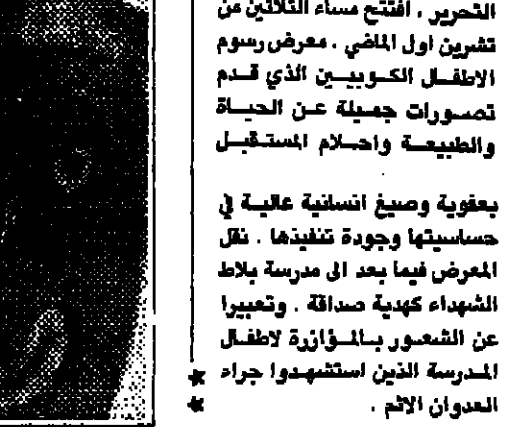 التحرير . افتتح مساء الثلاثين من
تشرين اول الماضي . معرض رسوم
الاطفال الكوبيين الذي قدم
تصورات جميلة عن الحياة
والطبيعة واحلام المستقبل
بعفوية وصيغ انسانية عالية في
حساسيتها وجودة تنفيذها . نقل
المعرض فيما بعد الى مدرسة بلاط
الشهداء كهدية صداقة . وتعبيرا
عن الشعور بالمؤازرة لاطفال
المدرسة الذين استشهدوا جراء
العدوان الاثم .